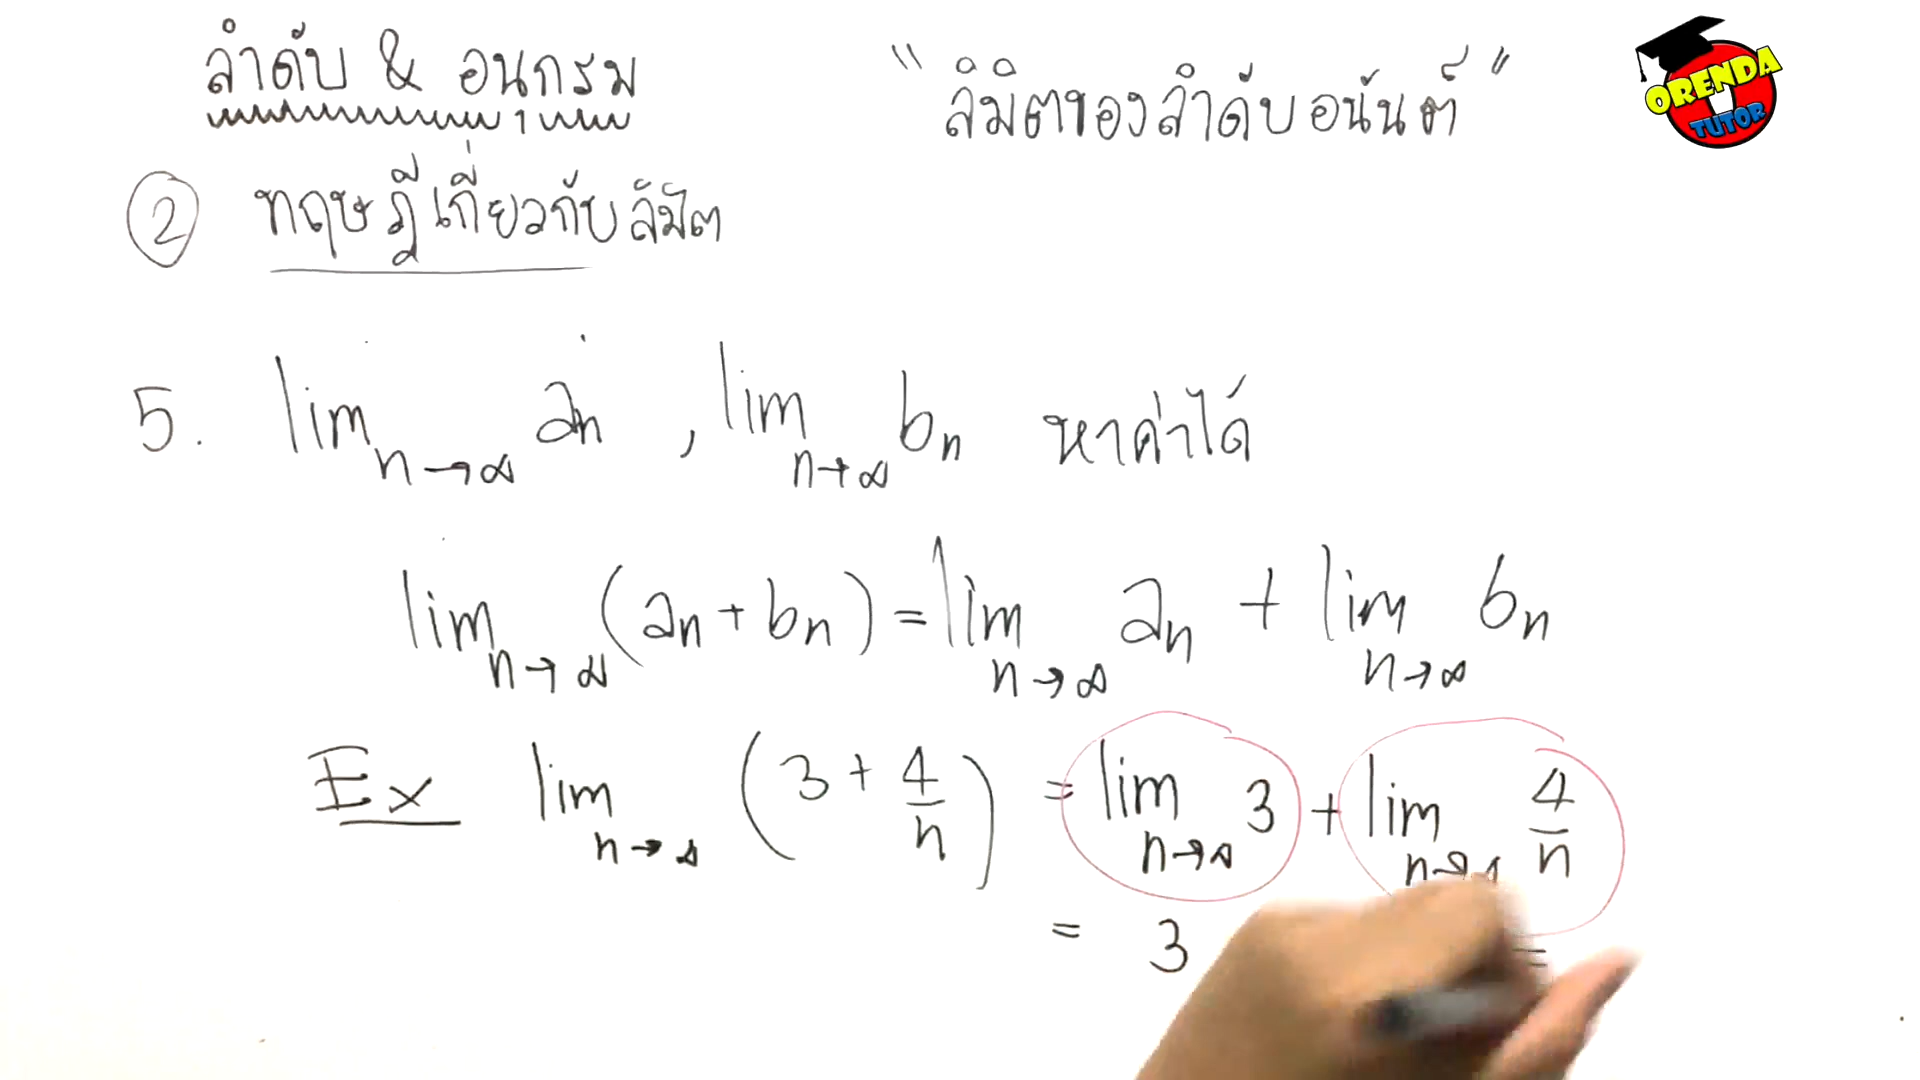 ลำดับ & อนุกรม
"ลิมิตของลำดับอนันต์"
ORENDA
TUTOR
② ทฤษฎีเกี่ยวกับลิมิต
5. lim n→∞ an , lim n→∞ bn หาค่าได้
lim n→∞ (an + bn) = lim n→∞ an + lim n→∞ bn
Ex lim n→∞ (3 + 4/n) = lim n→∞ 3 + lim n→∞ 4/n
= 3 =